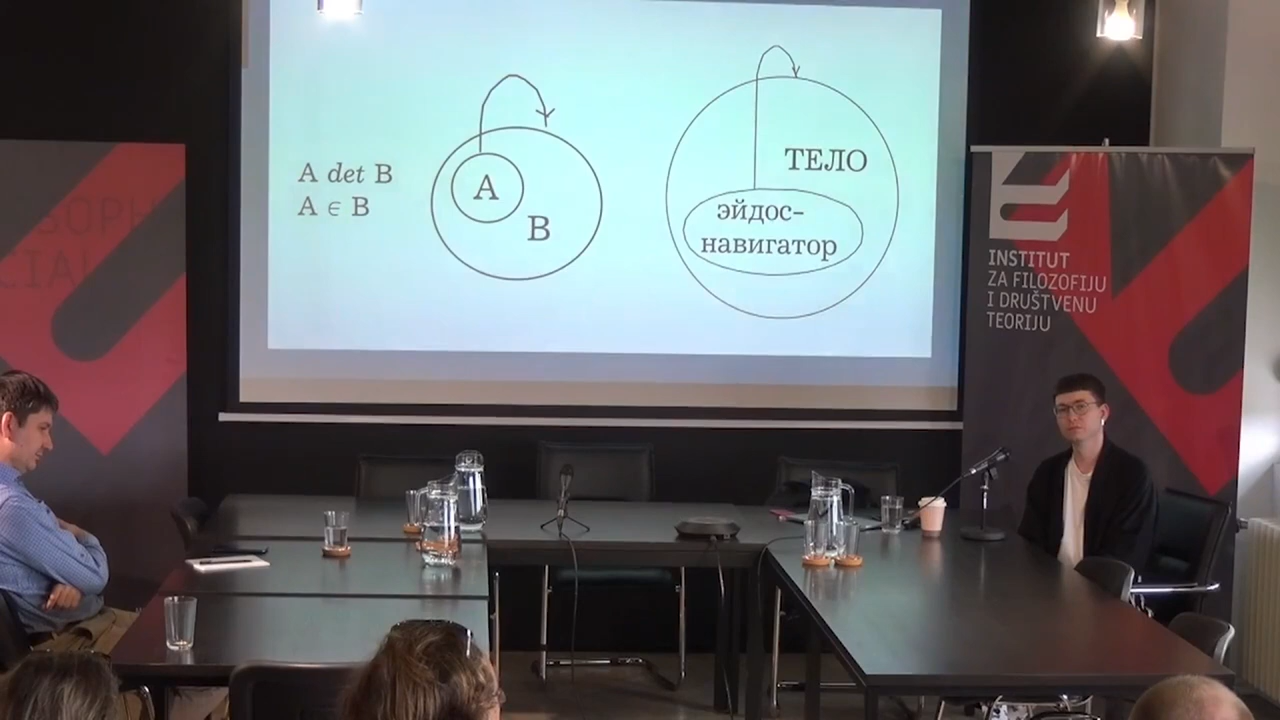 A det B
A ∈ B
A
B
ТЕЛО
эйдос-
навигатор
INSTITUT
ZA FILOZOFIJU
I DRUŠTVENU
TEORIJU